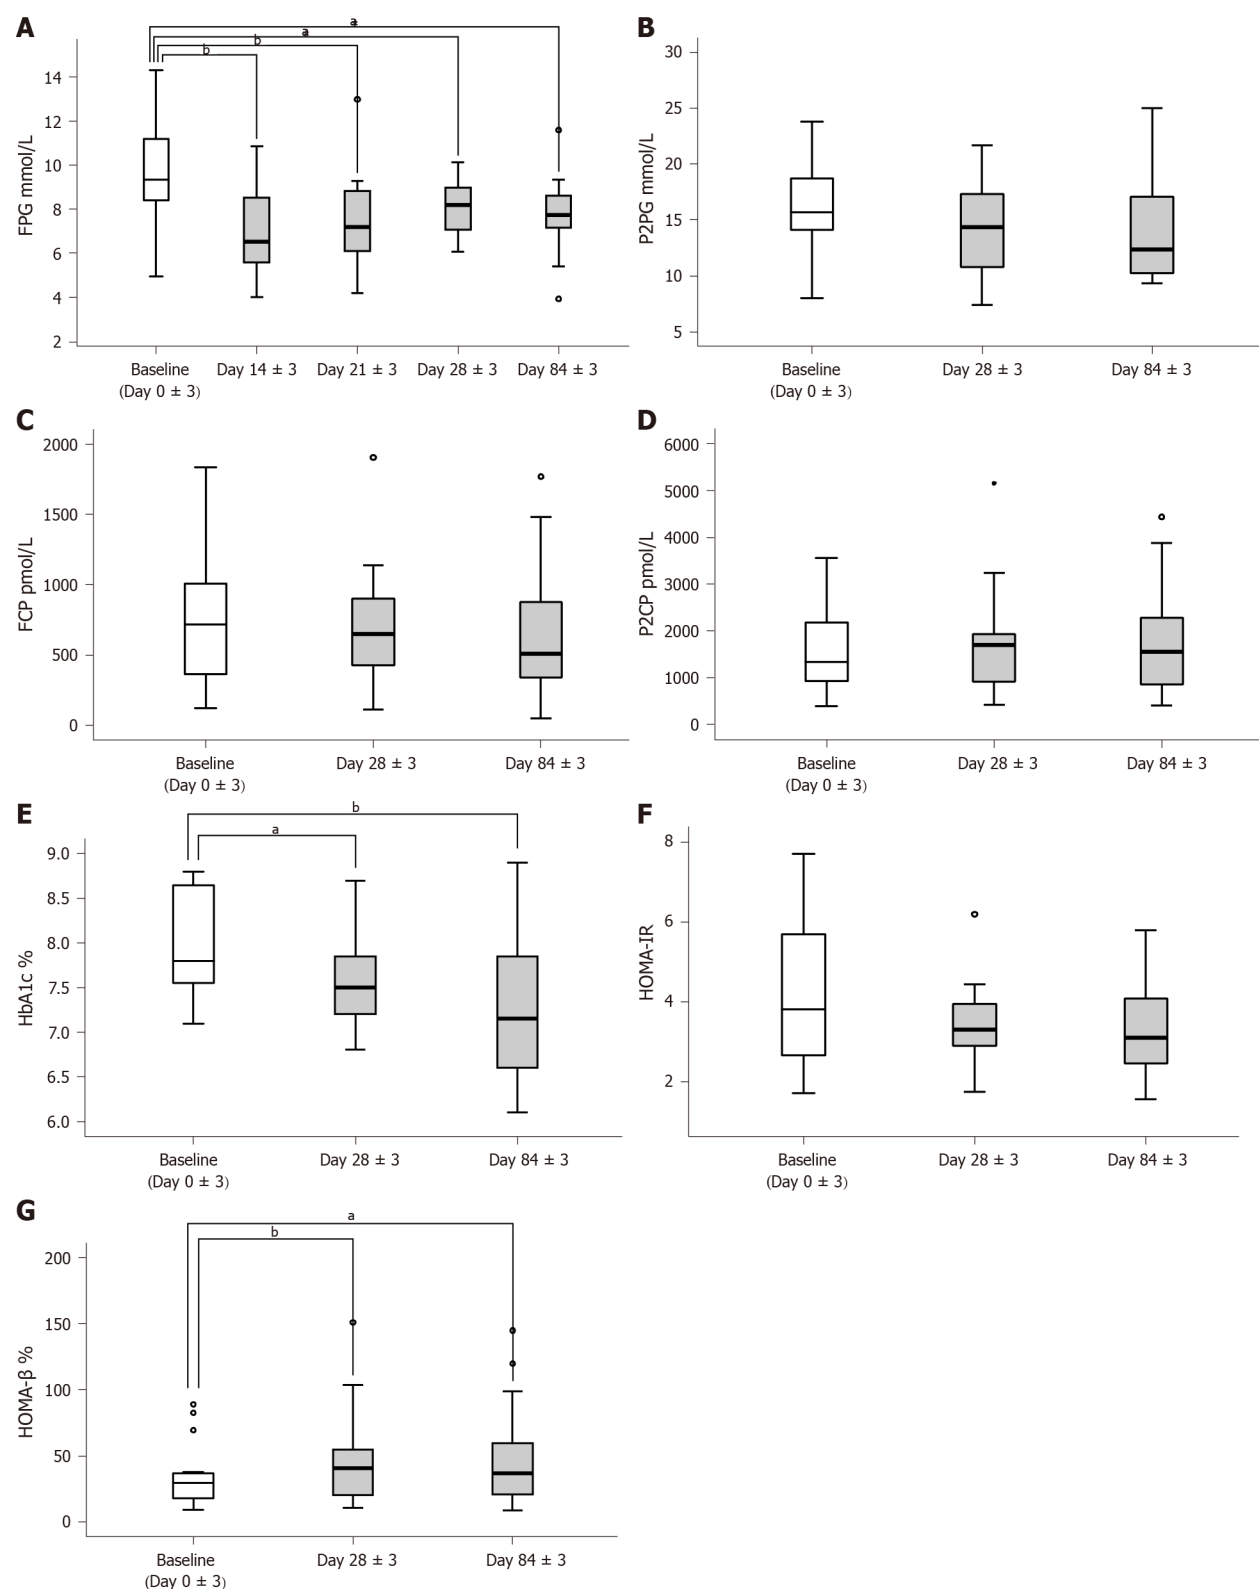 A
a
a
b
b
FPG mmol/L
14
12
10
8
6
4
2
Baseline
(Day 0 ± 3)
Day 14 ± 3
Day 21 ± 3
Day 28 ± 3
Day 84 ± 3
B
P2PG mmol/L
30
25
20
15
10
5
Baseline
(Day 0 ± 3)
Day 28 ± 3
Day 84 ± 3
C
FCP pmol/L
2000
1500
1000
500
0
Baseline
(Day 0 ± 3)
Day 28 ± 3
Day 84 ± 3
D
P2CP pmol/L
6000
5000
4000
3000
2000
1000
0
Baseline
(Day 0 ± 3)
Day 28 ± 3
Day 84 ± 3
E
b
a
HbA1c %
9.0
8.5
8.0
7.5
7.0
6.5
6.0
Baseline
(Day 0 ± 3)
Day 28 ± 3
Day 84 ± 3
F
HOMA-IR
8
6
4
2
Baseline
(Day 0 ± 3)
Day 28 ± 3
Day 84 ± 3
G
a
b
HOMA-β %
200
150
100
50
0
Baseline
(Day 0 ± 3)
Day 28 ± 3
Day 84 ± 3